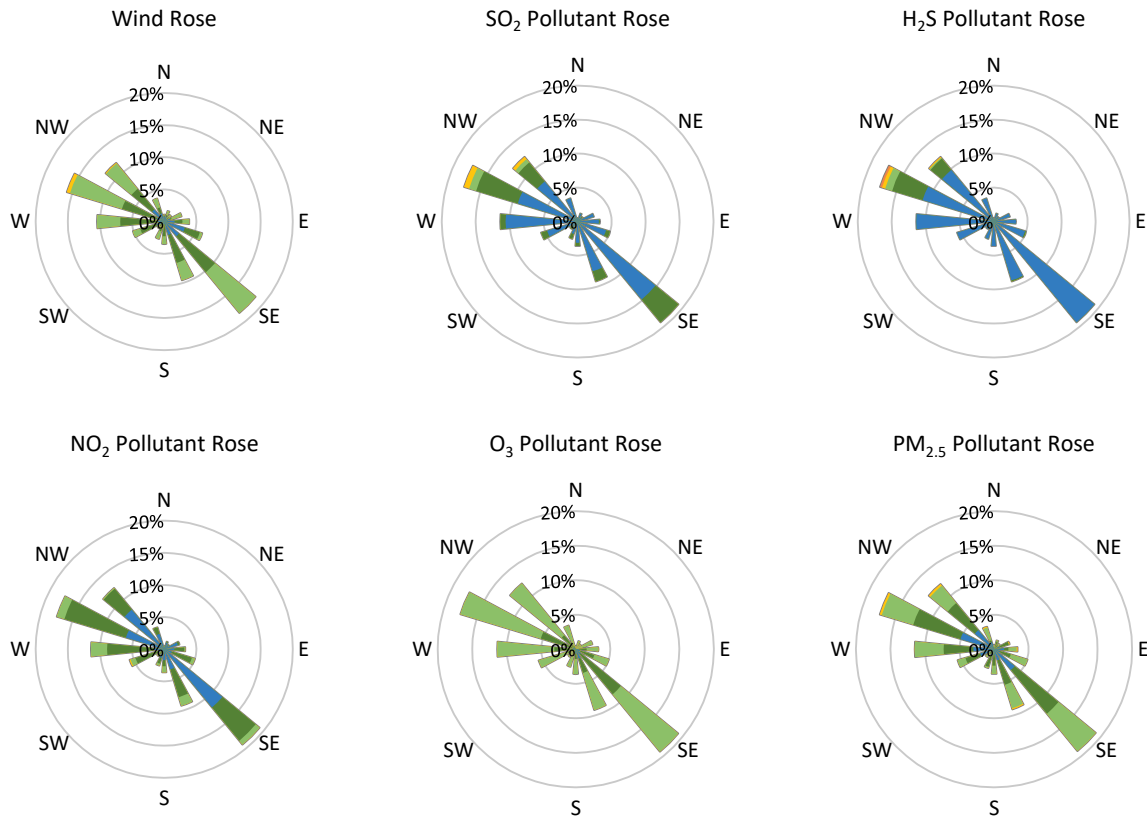 Wind Rose
N
20%
15%
10%
5%
0%
NW
NE
W
E
SW
SE
S
SO₂ Pollutant Rose
N
20%
15%
10%
5%
0%
NW
NE
W
E
SW
SE
S
H₂S Pollutant Rose
N
20%
15%
10%
5%
0%
NW
NE
W
E
SW
SE
S
NO₂ Pollutant Rose
N
20%
15%
10%
5%
0%
NW
NE
W
E
SW
SE
S
O₃ Pollutant Rose
N
20%
15%
10%
5%
0%
NW
NE
W
E
SW
SE
S
PM₂.₅ Pollutant Rose
N
20%
15%
10%
5%
0%
NW
NE
W
E
SW
SE
S